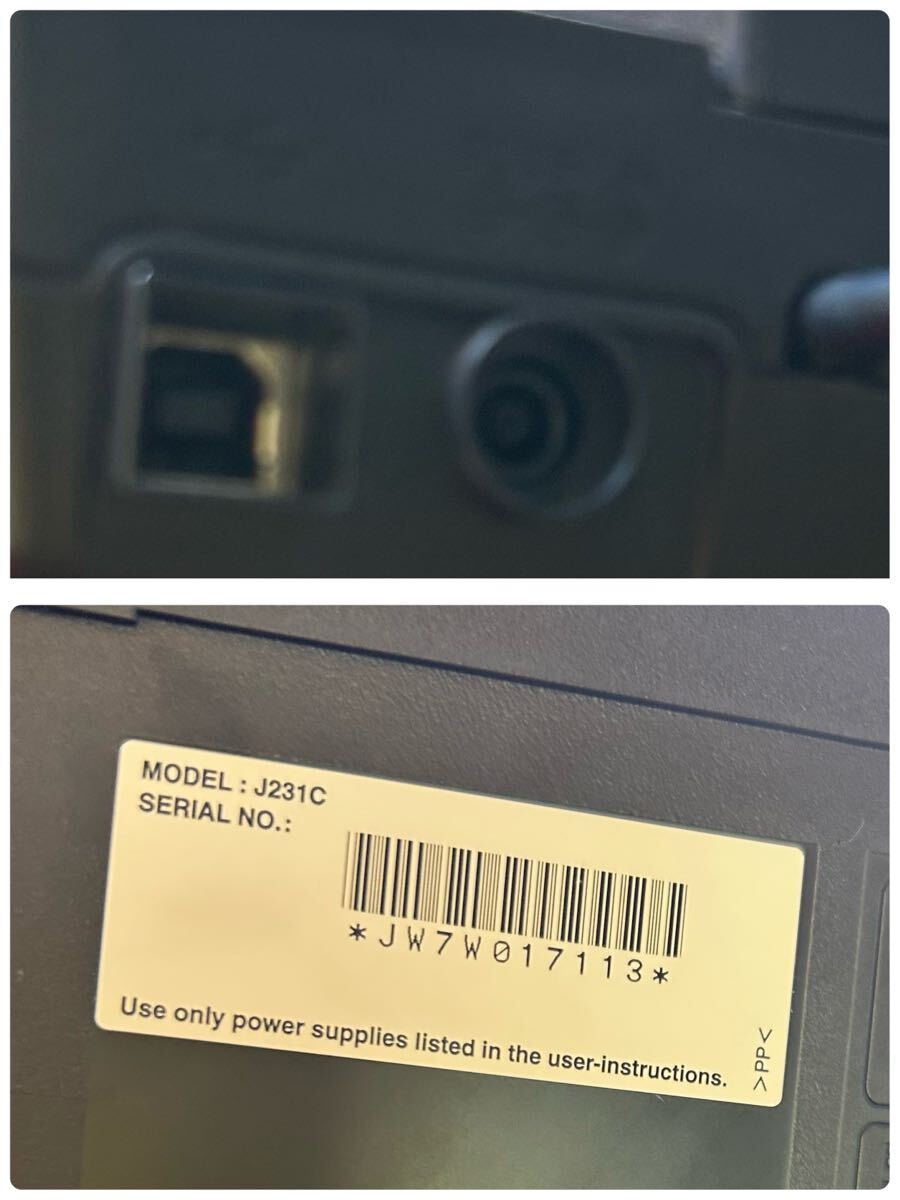 MODEL : J231C
SERIAL NO.:
*JW7W017113*
Use only power supplies listed in the user-instructions.
>PP<